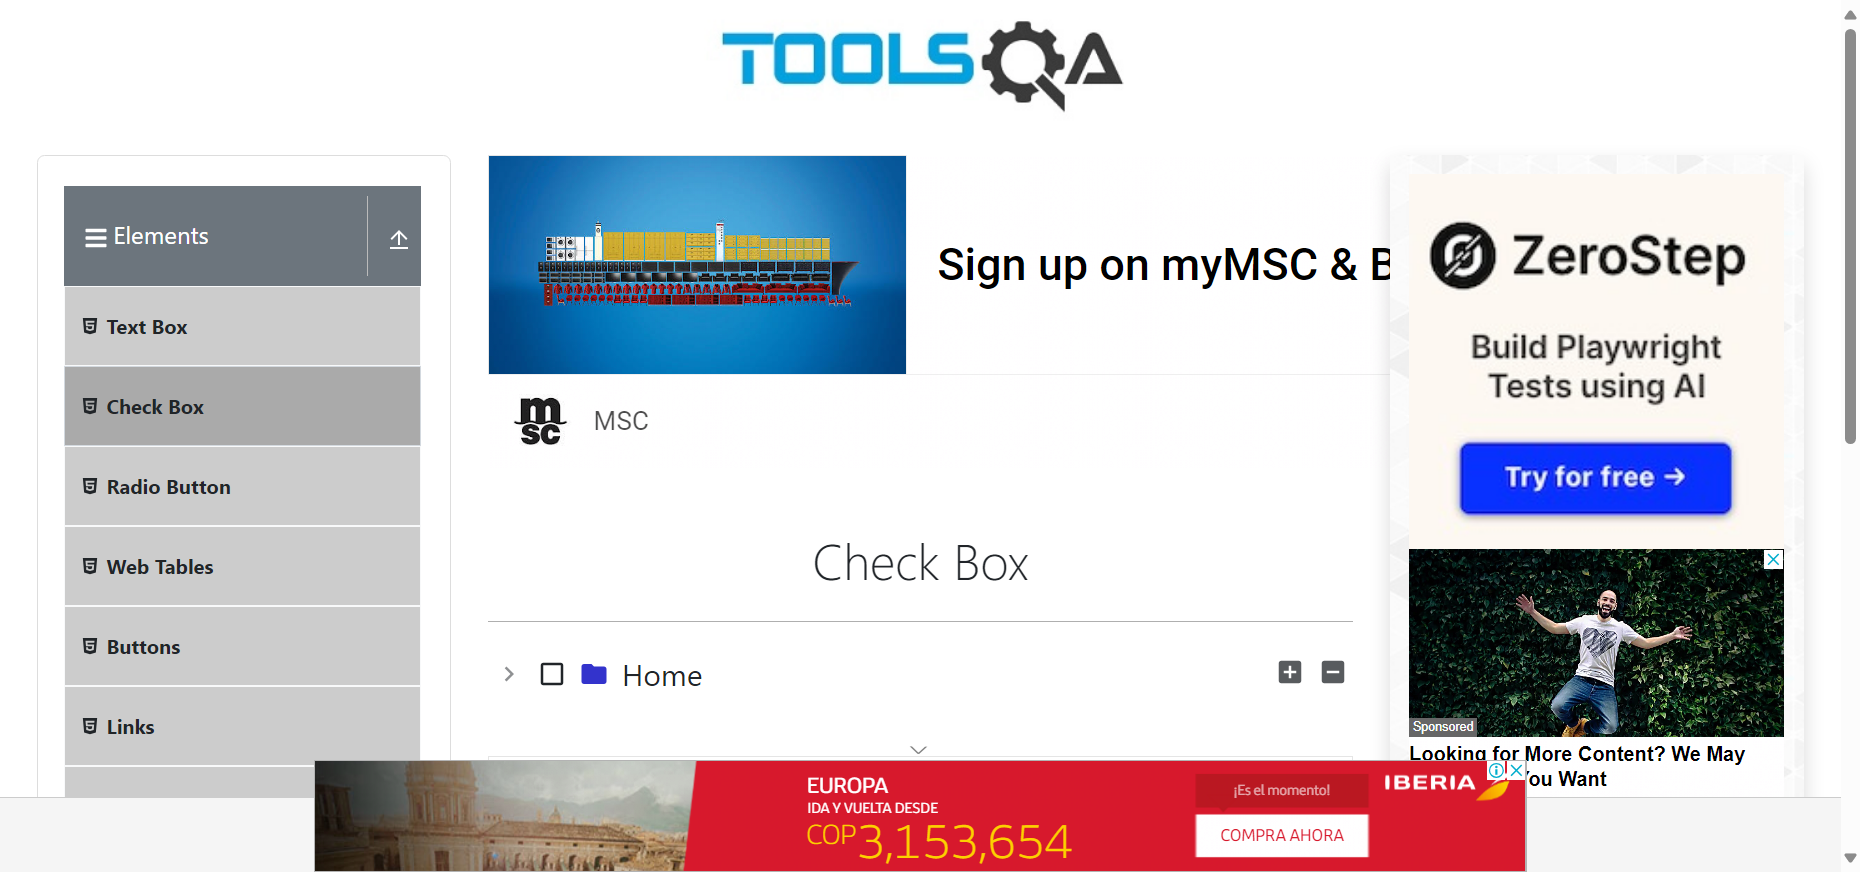 TOOLSQA
Elements
Text Box
Check Box
Radio Button
Web Tables
Buttons
Links
Sign up on myMSC & B
msc
MSC
Check Box
Home
ZeroStep
Build Playwright
Tests using AI
Try for free →
Sponsored
Looking for More Content? We May
You Want
EUROPA
IDA Y VUELTA DESDE
COP3,153,654
¡Es el momento!
COMPRA AHORA
IBERIA